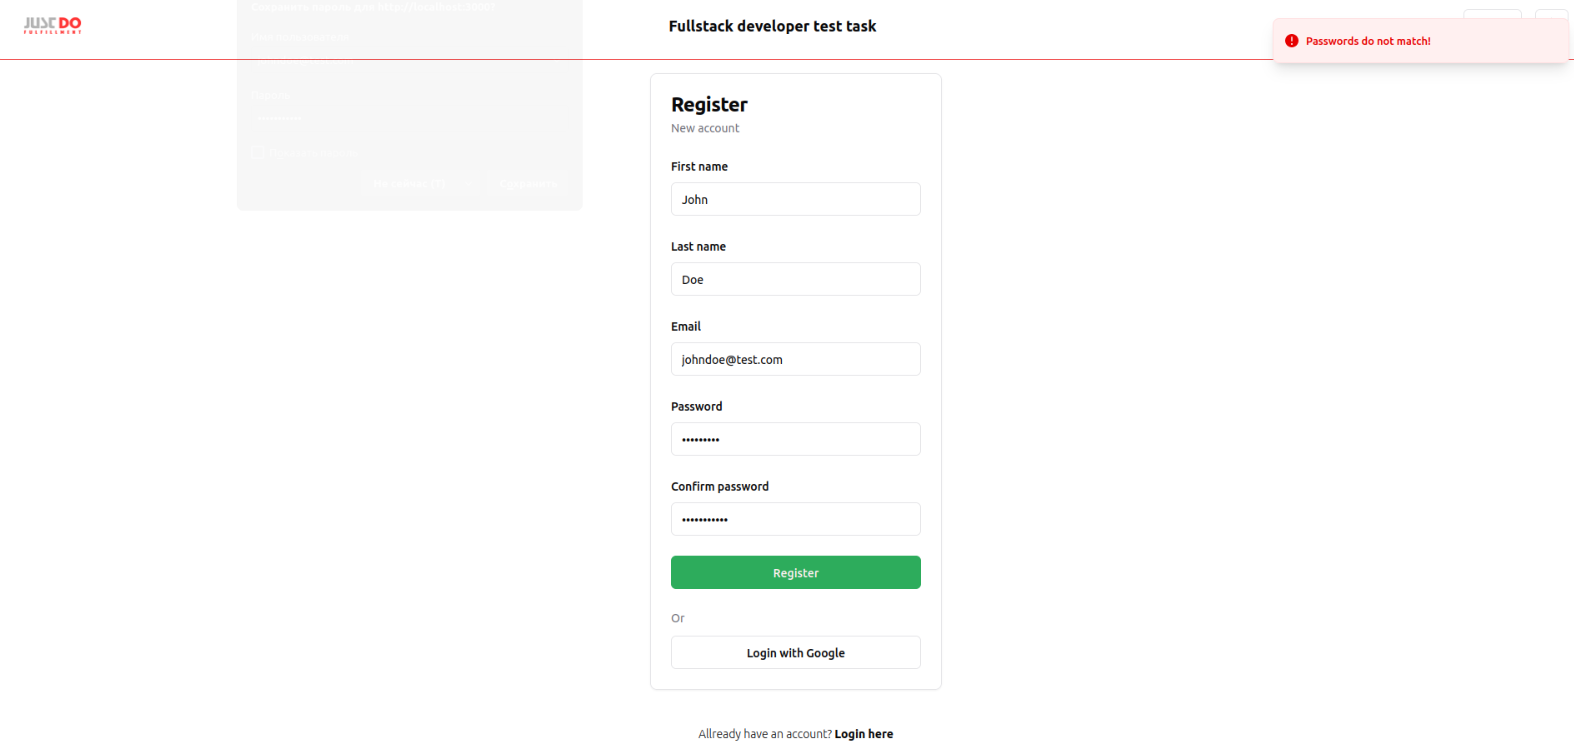 JUST DO
FULFILLMENT
Fullstack developer test task
Passwords do not match!
Register
New account
First name
John
Last name
Doe
Email
johndoe@test.com
Password
•••••••••
Confirm password
•••••••••••
Register
Or
Login with Google
Allready have an account? Login here